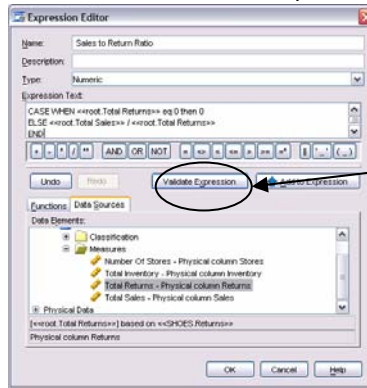 Expression Editor
Name: Sales to Return Ratio
Description:
Type: Numeric
Expression Text:
CASE WHEN <<root.Total Returns>> eq 0 then 0
ELSE <<root.Total Sales>> / <<root.Total Returns>>
END
+ - * / ** AND OR NOT = <> < <= > >= =* || '...' (...)
Undo Redo Validate Expression Add to Expression
Functions Data Sources
Data Elements:
Classification
Measures
Number Of Stores - Physical column Stores
Total Inventory - Physical column Inventory
Total Returns - Physical column Returns
Total Sales - Physical column Sales
Physical Data
[<<root.Total Returns>>] based on <<SHOES.Returns>>
Physical column Returns
OK Cancel Help